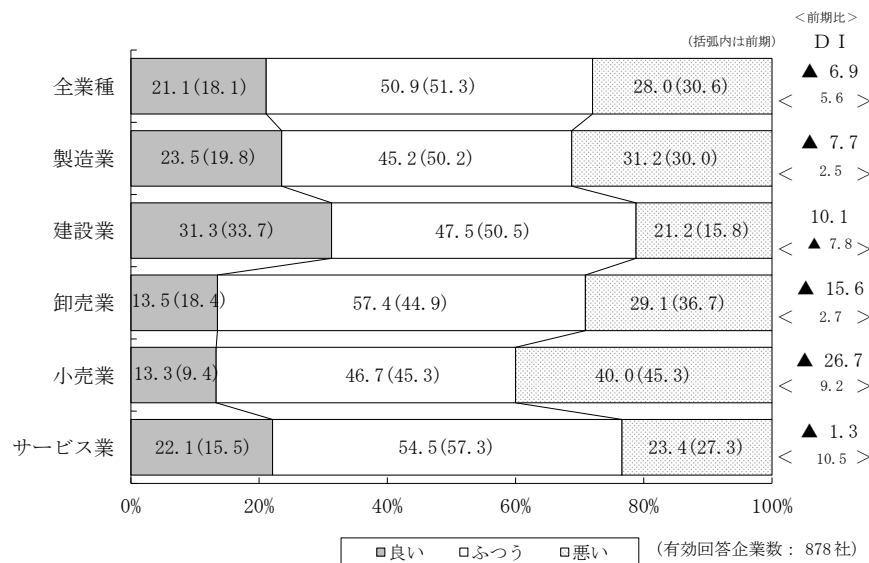 ＜前期比＞
(括弧内は前期) ＤＩ
全業種 21.1(18.1) 50.9(51.3) 28.0(30.6) ▲ 6.9
＜ 5.6 ＞
製造業 23.5(19.8) 45.2(50.2) 31.2(30.0) ▲ 7.7
＜ 2.5 ＞
建設業 31.3(33.7) 47.5(50.5) 21.2(15.8) 10.1
＜ ▲ 7.8 ＞
卸売業 13.5(18.4) 57.4(44.9) 29.1(36.7) ▲ 15.6
＜ 2.7 ＞
小売業 13.3(9.4) 46.7(45.3) 40.0(45.3) ▲ 26.7
＜ 9.2 ＞
サービス業 22.1(15.5) 54.5(57.3) 23.4(27.3) ▲ 1.3
＜ 10.5 ＞
0% 20% 40% 60% 80% 100%
良い ふつう 悪い (有効回答企業数：878社)